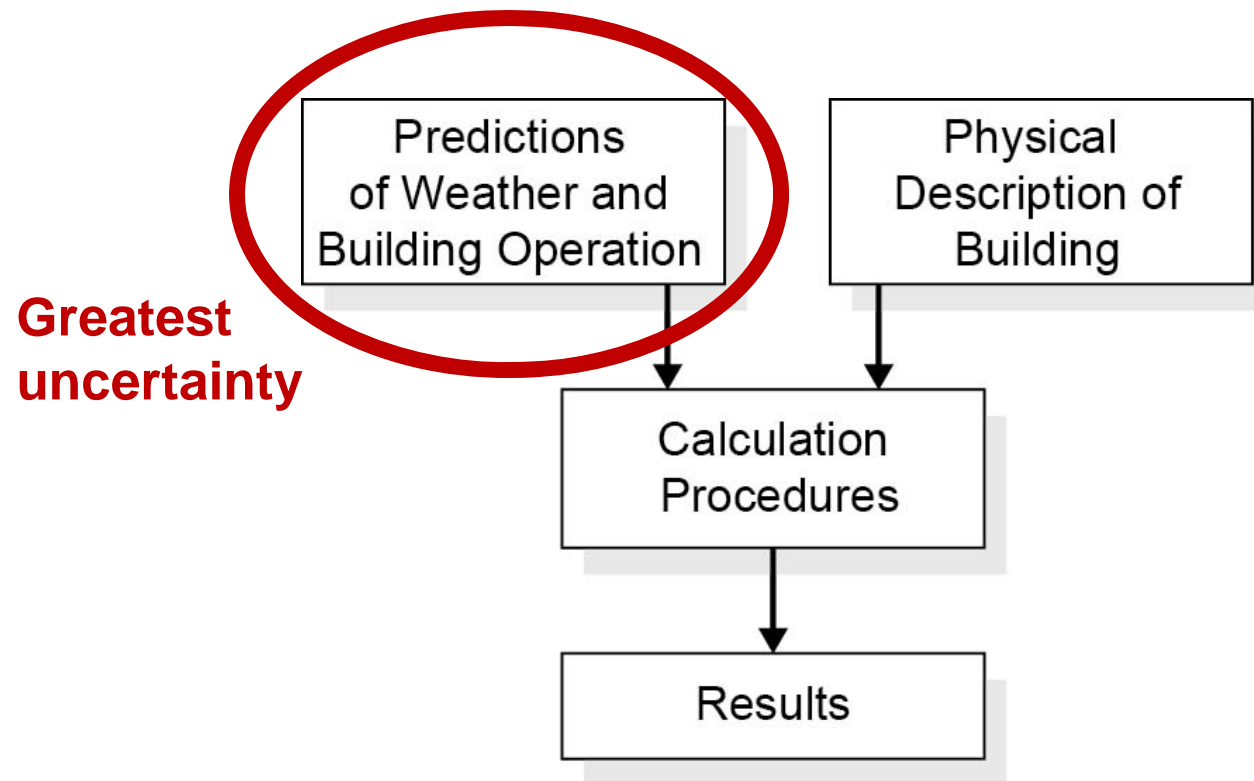 Predictions
of Weather and
Building Operation
Physical
Description of
Building
Greatest
uncertainty
Calculation
Procedures
Results